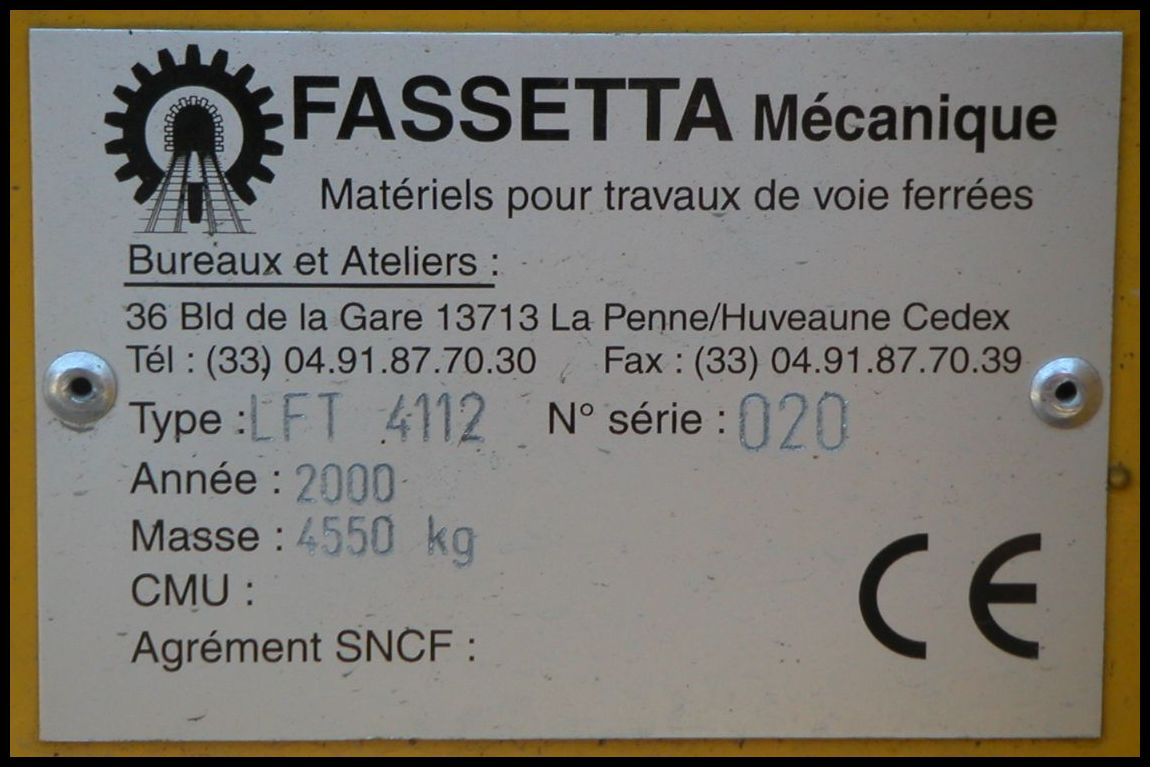 FASSETTA Mécanique
Matériels pour travaux de voie ferrées
Bureaux et Ateliers :
36 Bld de la Gare 13713 La Penne/Huveaune Cedex
Tél : (33) 04.91.87.70.30 Fax : (33) 04.91.87.70.39
Type : LFT 4112 N° série : 020
Année : 2000
Masse : 4550 kg
CMU :
Agrément SNCF :
CE